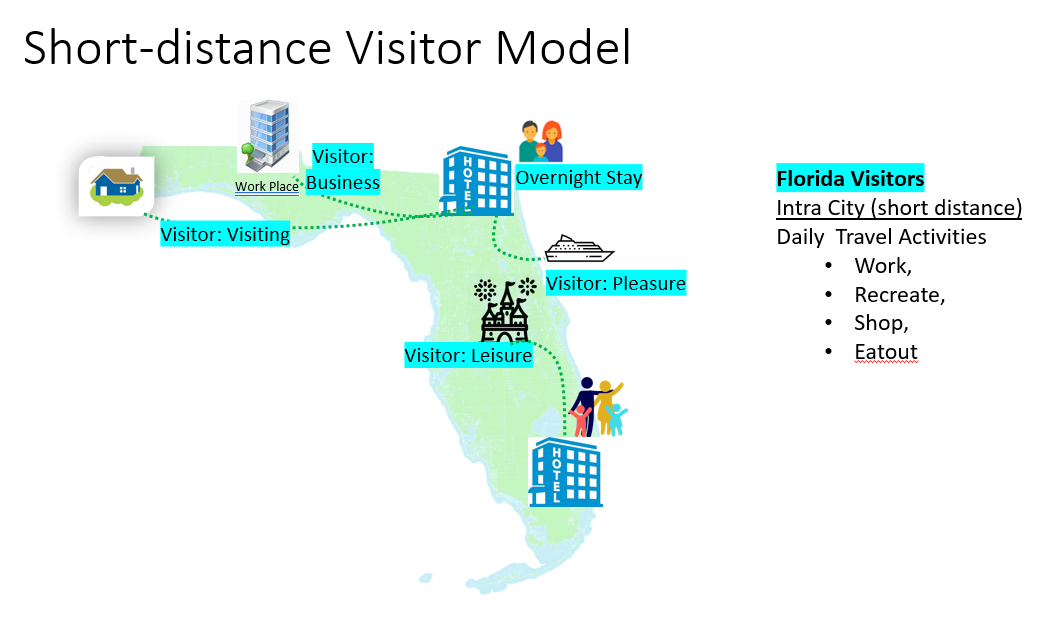 Short-distance Visitor Model
Work Place
Visitor:
Business
HOTEL
Overnight Stay
Visitor: Visiting
Visitor: Pleasure
Visitor: Leisure
HOTEL
Florida Visitors
Intra City (short distance)
Daily  Travel Activities
• Work,
• Recreate,
• Shop,
• Eatout